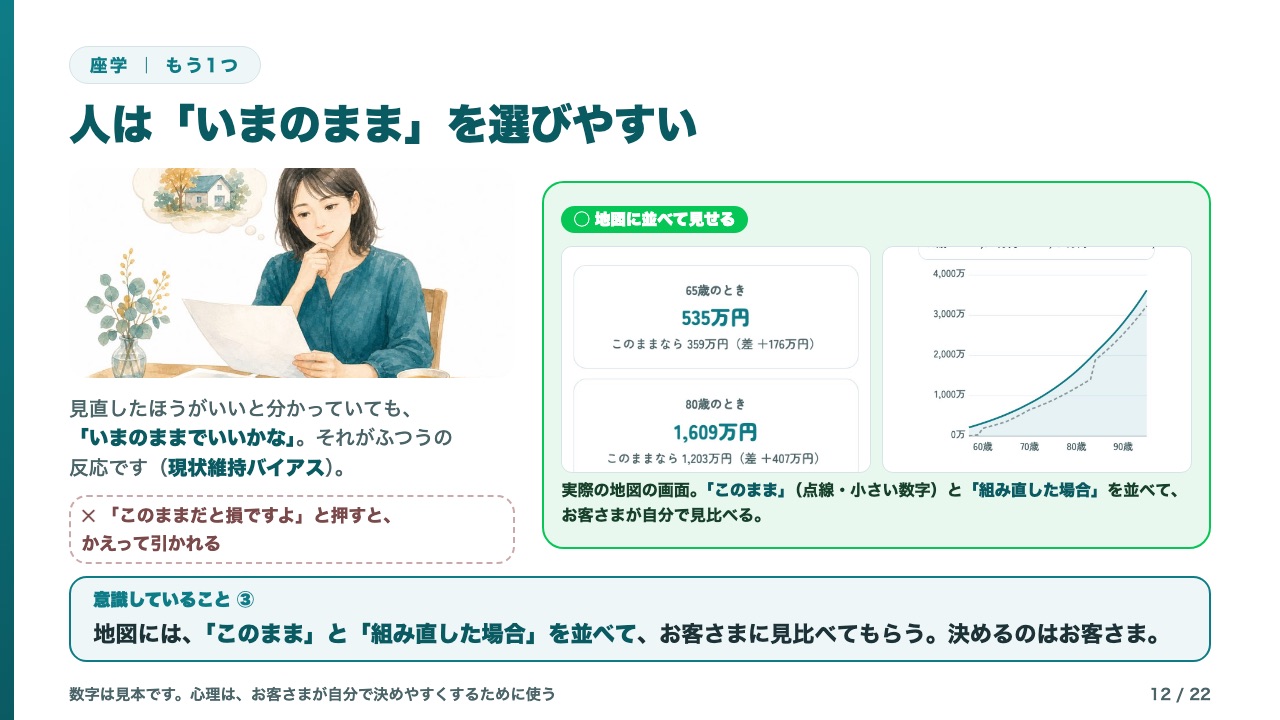 座学 | もう1つ
人は「いまのまま」を選びやすい
見直したほうがいいと分かっていても、
「いまのままでいいかな」。それがふつうの
反応です（現状維持バイアス）。
× 「このままだと損ですよ」と押すと、
かえって引かれる
○ 地図に並べて見せる
65歳のとき
535万円
このままなら 359万円（差 ＋176万円）
80歳のとき
1,609万円
このままなら 1,203万円（差 ＋407万円）
4,000万
3,000万
2,000万
1,000万
0万
60歳 70歳 80歳 90歳
実際の地図の画面。「このまま」（点線・小さい数字）と「組み直した場合」を並べて、
お客さまが自分で見比べる。
意識していること ③
地図には、「このまま」と「組み直した場合」を並べて、お客さまに見比べてもらう。決めるのはお客さま。
数字は見本です。心理は、お客さまが自分で決めやすくするために使う
12 / 22